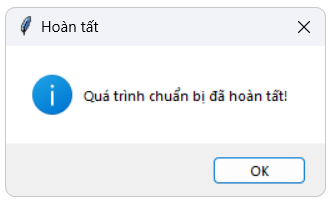 Hoàn tất
Quá trình chuẩn bị đã hoàn tất!
OK